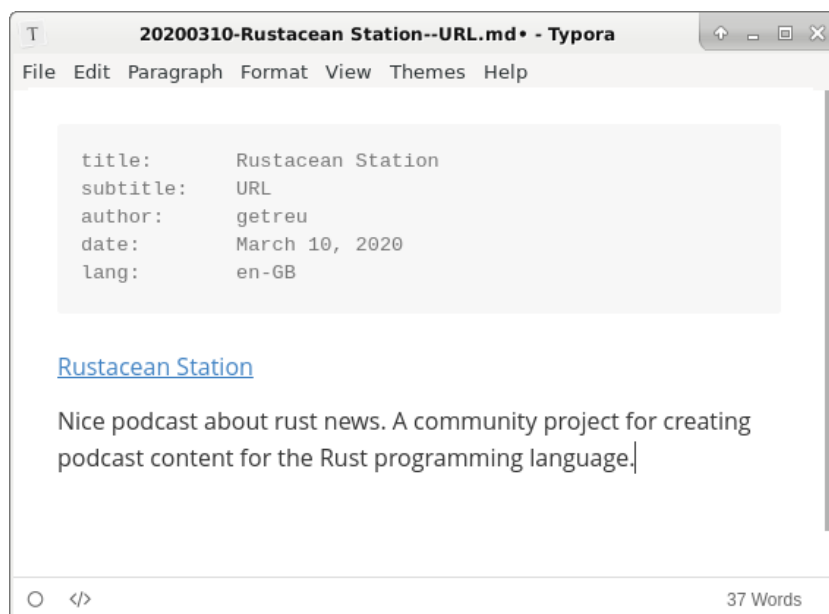 T 20200310-Rustacean Station--URL.md• - Typora
File Edit Paragraph Format View Themes Help
title: Rustacean Station
subtitle: URL
author: getreu
date: March 10, 2020
lang: en-GB
Rustacean Station
Nice podcast about rust news. A community project for creating
podcast content for the Rust programming language.
</> 37 Words